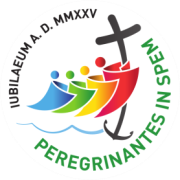 IUBILAEUM A. D. MMXXV
PEREGRINANTES IN SPEM